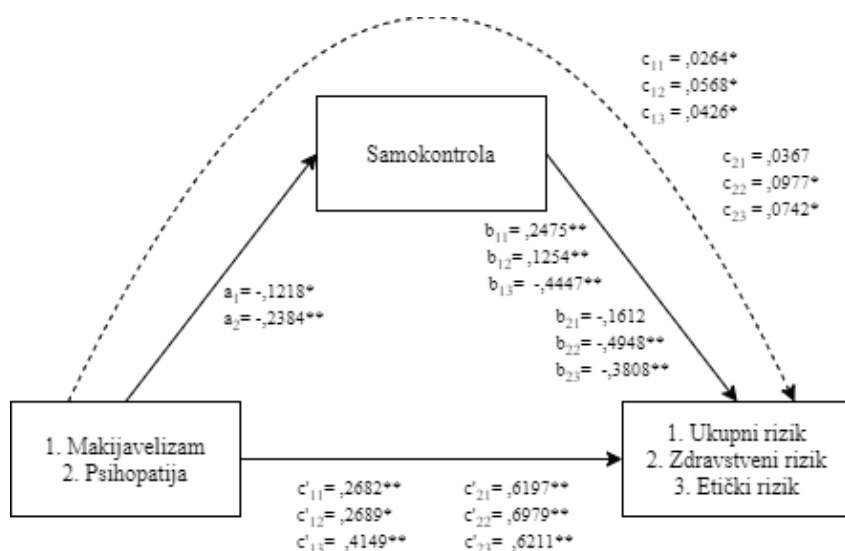 c₁₁ = ,0264*
c₁₂ = ,0568*
c₁₃ = ,0426*
Samokontrola
c₂₁ = ,0367
c₂₂ = ,0977*
c₂₃ = ,0742*
b₁₁= ,2475**
b₁₂= ,1254**
b₁₃= -,4447**
a₁= -,1218*
a₂= -,2384**
b₂₁= -,1612
b₂₂= -,4948**
b₂₃= -,3808**
1. Makijavelizam
2. Psihopatija
1. Ukupni rizik
2. Zdravstveni rizik
3. Etički rizik
c'₁₁= ,2682**
c'₁₂= ,2689*
c'₁₃= ,4149**
c'₂₁= ,6197**
c'₂₂= ,6979**
c'₂₃= ,6211**